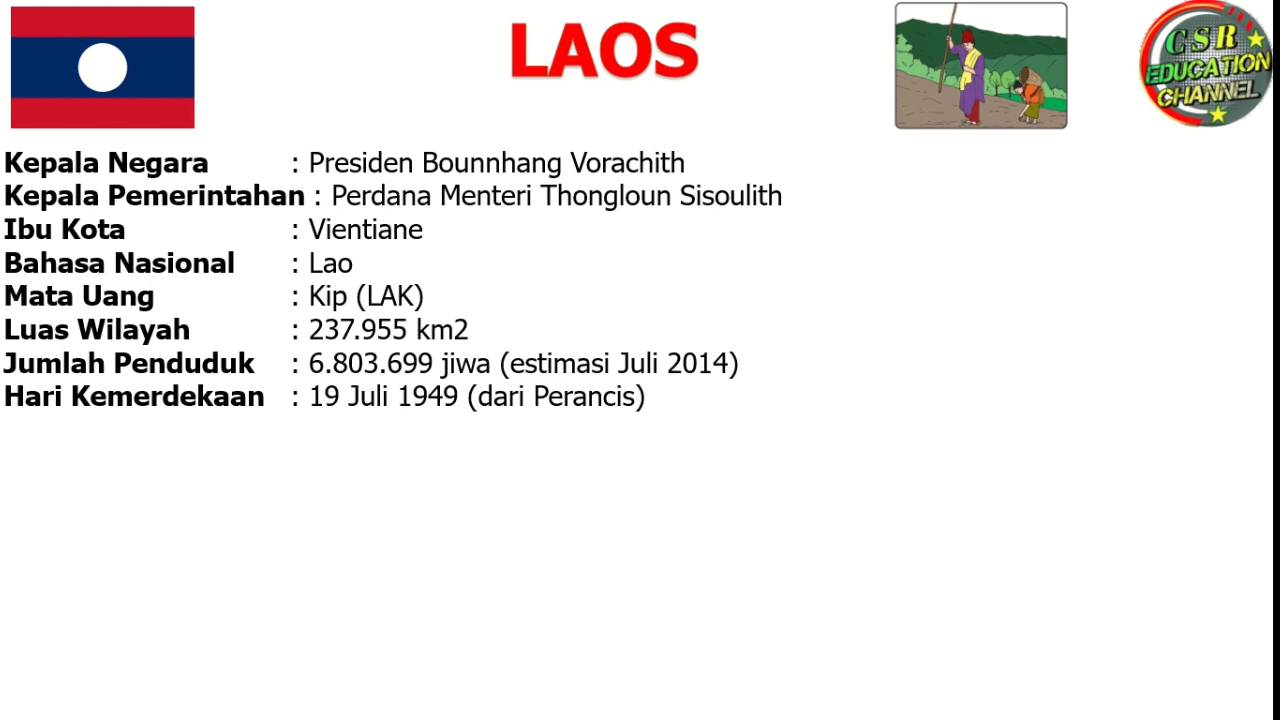 LAOS
CSR
EDUCATION
CHANNEL
Kepala Negara : Presiden Bounnhang Vorachith
Kepala Pemerintahan : Perdana Menteri Thongloun Sisoulith
Ibu Kota : Vientiane
Bahasa Nasional : Lao
Mata Uang : Kip (LAK)
Luas Wilayah : 237.955 km2
Jumlah Penduduk : 6.803.699 jiwa (estimasi Juli 2014)
Hari Kemerdekaan : 19 Juli 1949 (dari Perancis)